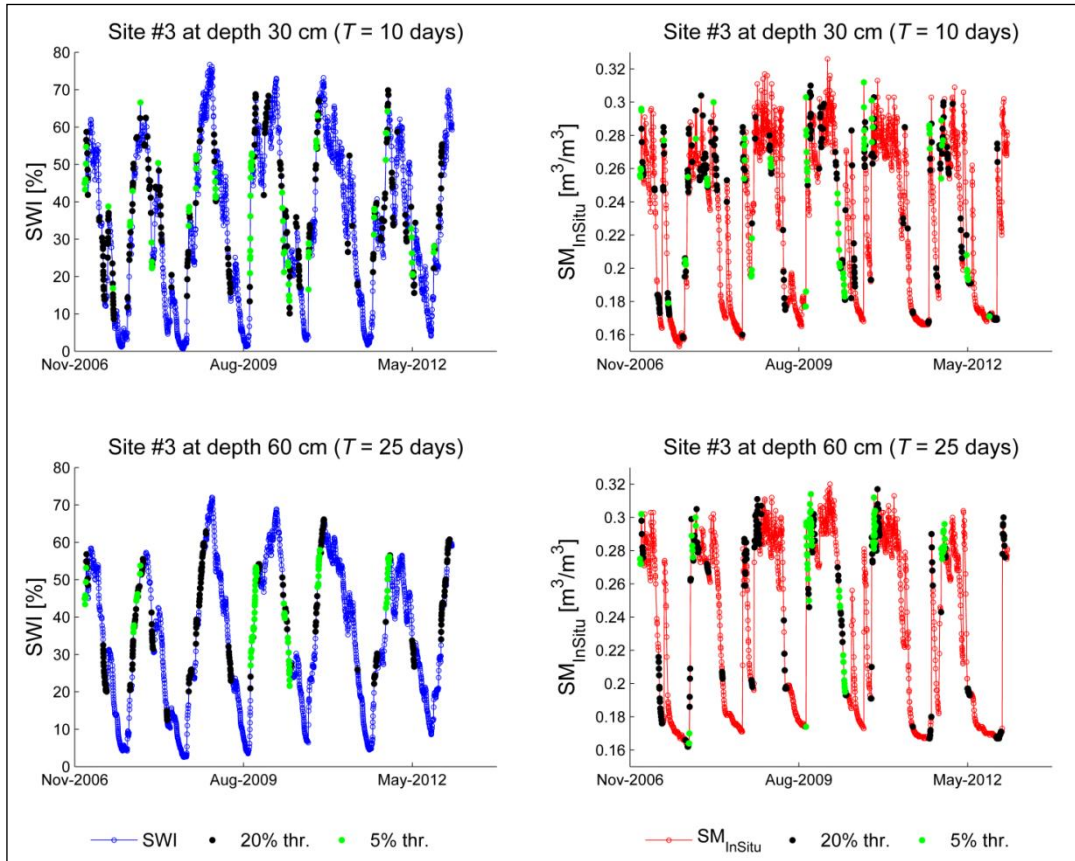 Site #3 at depth 30 cm (T = 10 days)
80
70
60
50
40
30
20
10
0
SWI [%]
Nov-2006
Aug-2009
May-2012
Site #3 at depth 30 cm (T = 10 days)
0.32
0.3
0.28
0.26
0.24
0.22
0.2
0.18
0.16
SM_InSitu [m³/m³]
Nov-2006
Aug-2009
May-2012
Site #3 at depth 60 cm (T = 25 days)
80
70
60
50
40
30
20
10
0
SWI [%]
Nov-2006
Aug-2009
May-2012
Site #3 at depth 60 cm (T = 25 days)
0.32
0.3
0.28
0.26
0.24
0.22
0.2
0.18
0.16
SM_InSitu [m³/m³]
Nov-2006
Aug-2009
May-2012
SWI 20% thr. 5% thr.
SM_InSitu 20% thr. 5% thr.